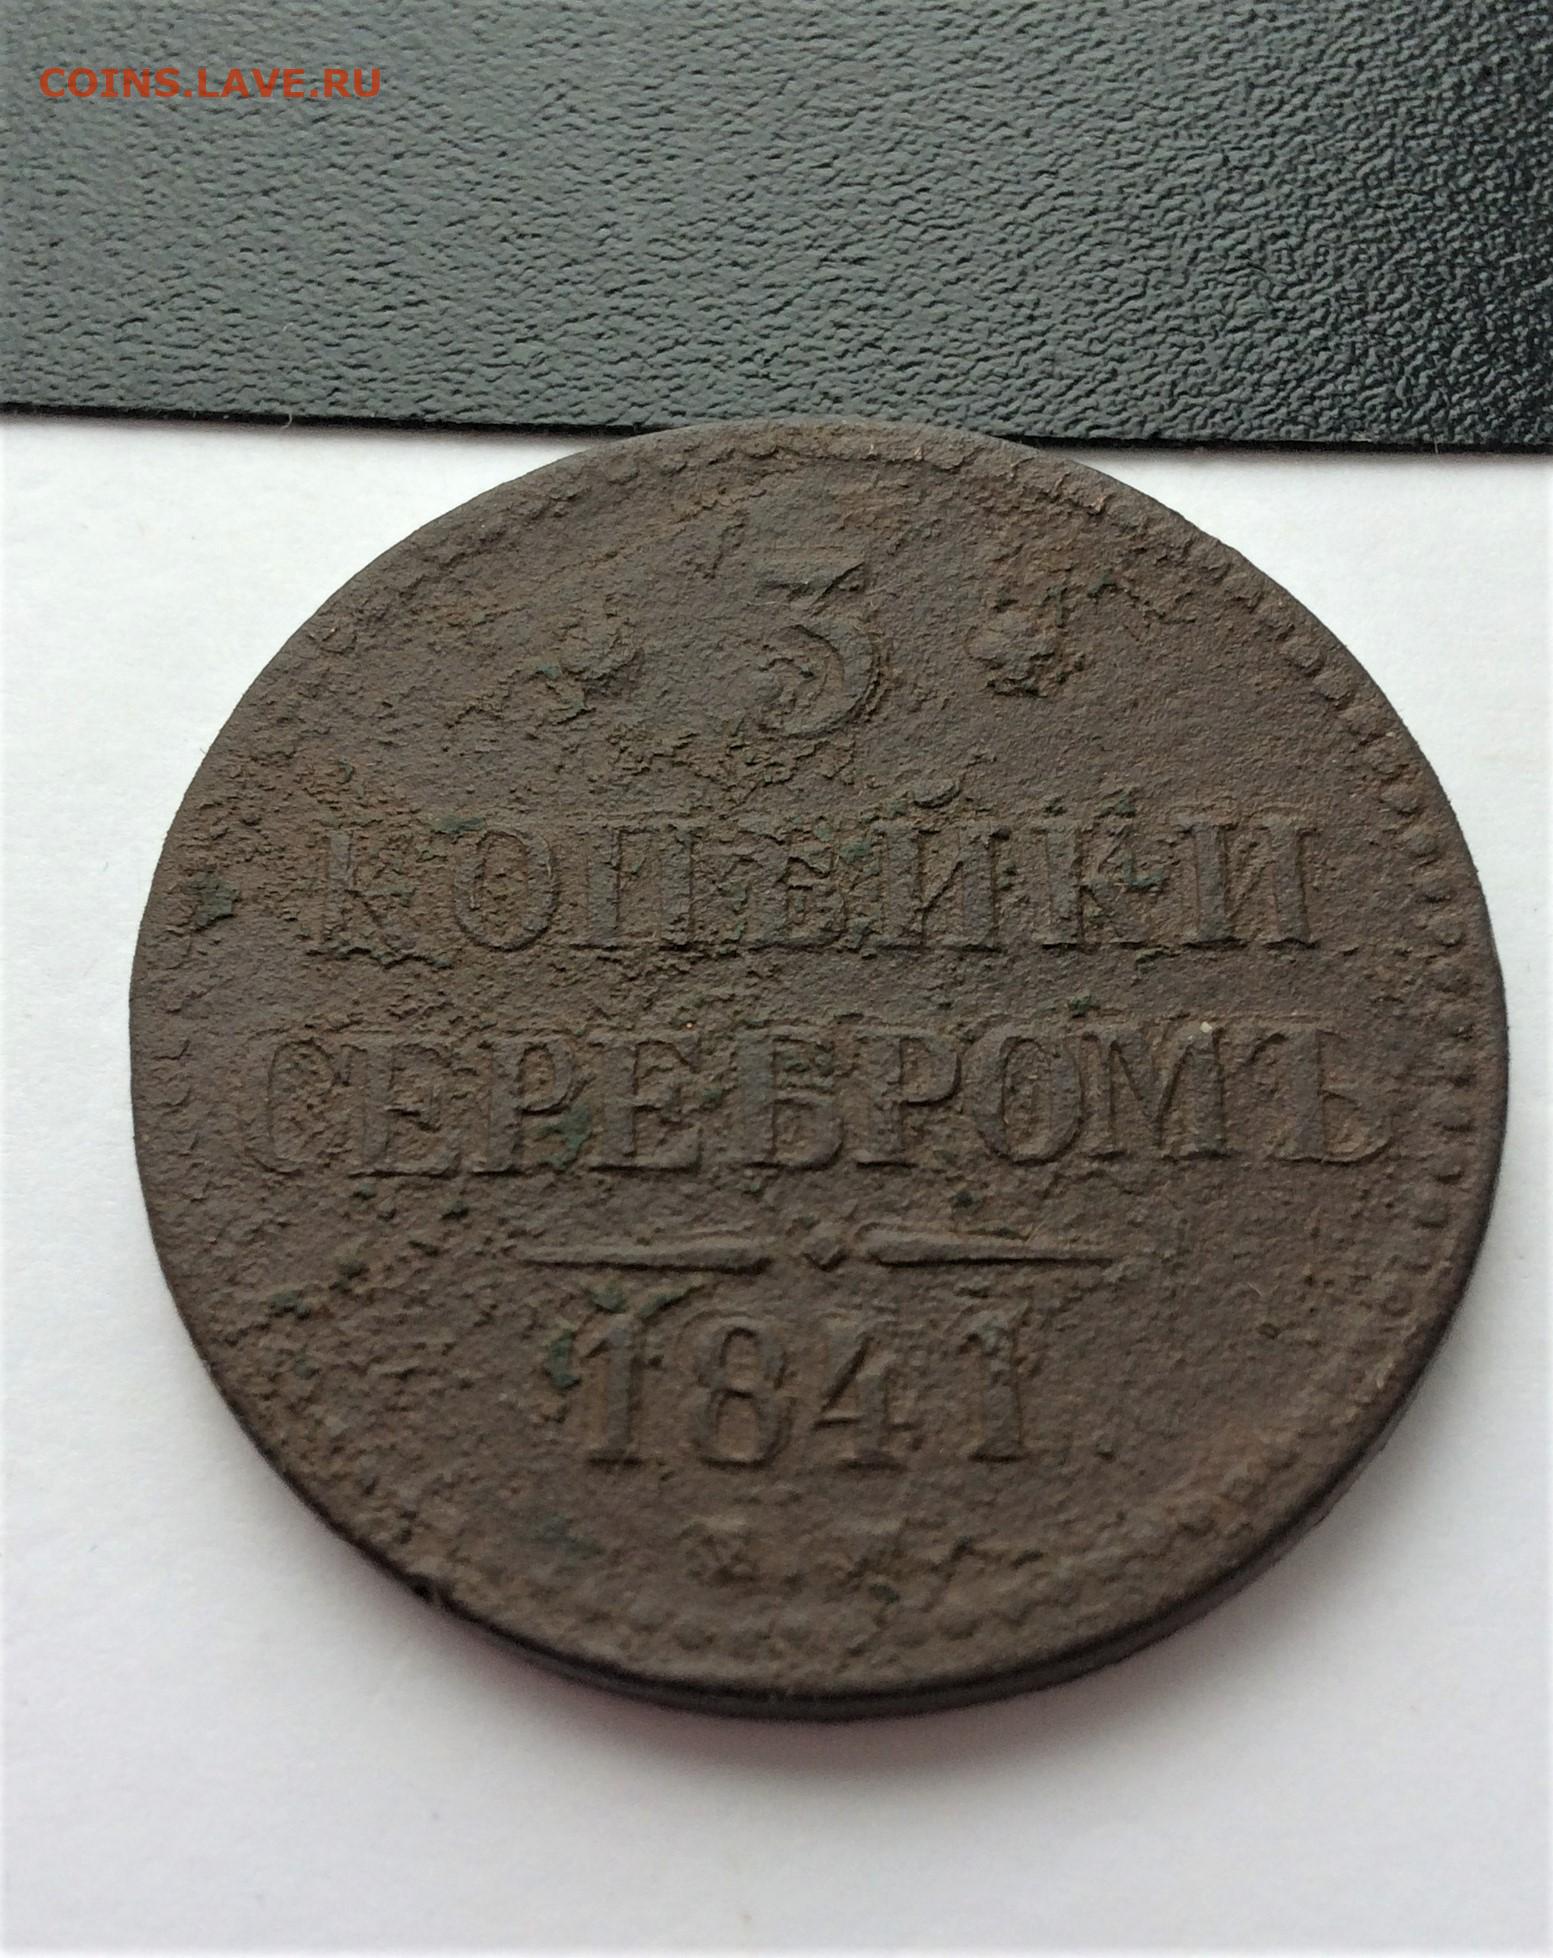 COINS.LAVE.RU
* 3 *
КОПѢЙКИ
СЕРЕБРОМЪ
1841.